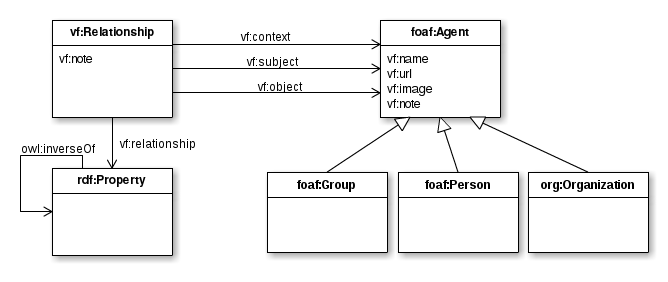 vf:Relationship
vf:note
vf:context
vf:subject
vf:object
foaf:Agent
vf:name
vf:url
vf:image
vf:note
vf:relationship
owl:inverseOf
rdf:Property
foaf:Group
foaf:Person
org:Organization